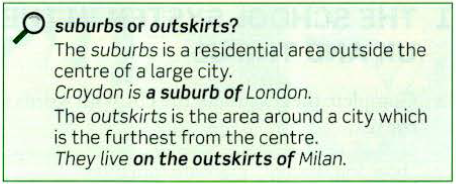 suburbs or outskirts?
The suburbs is a residential area outside the
centre of a large city.
Croydon is a suburb of London.
The outskirts is the area around a city which
is the furthest from the centre.
They live on the outskirts of Milan.